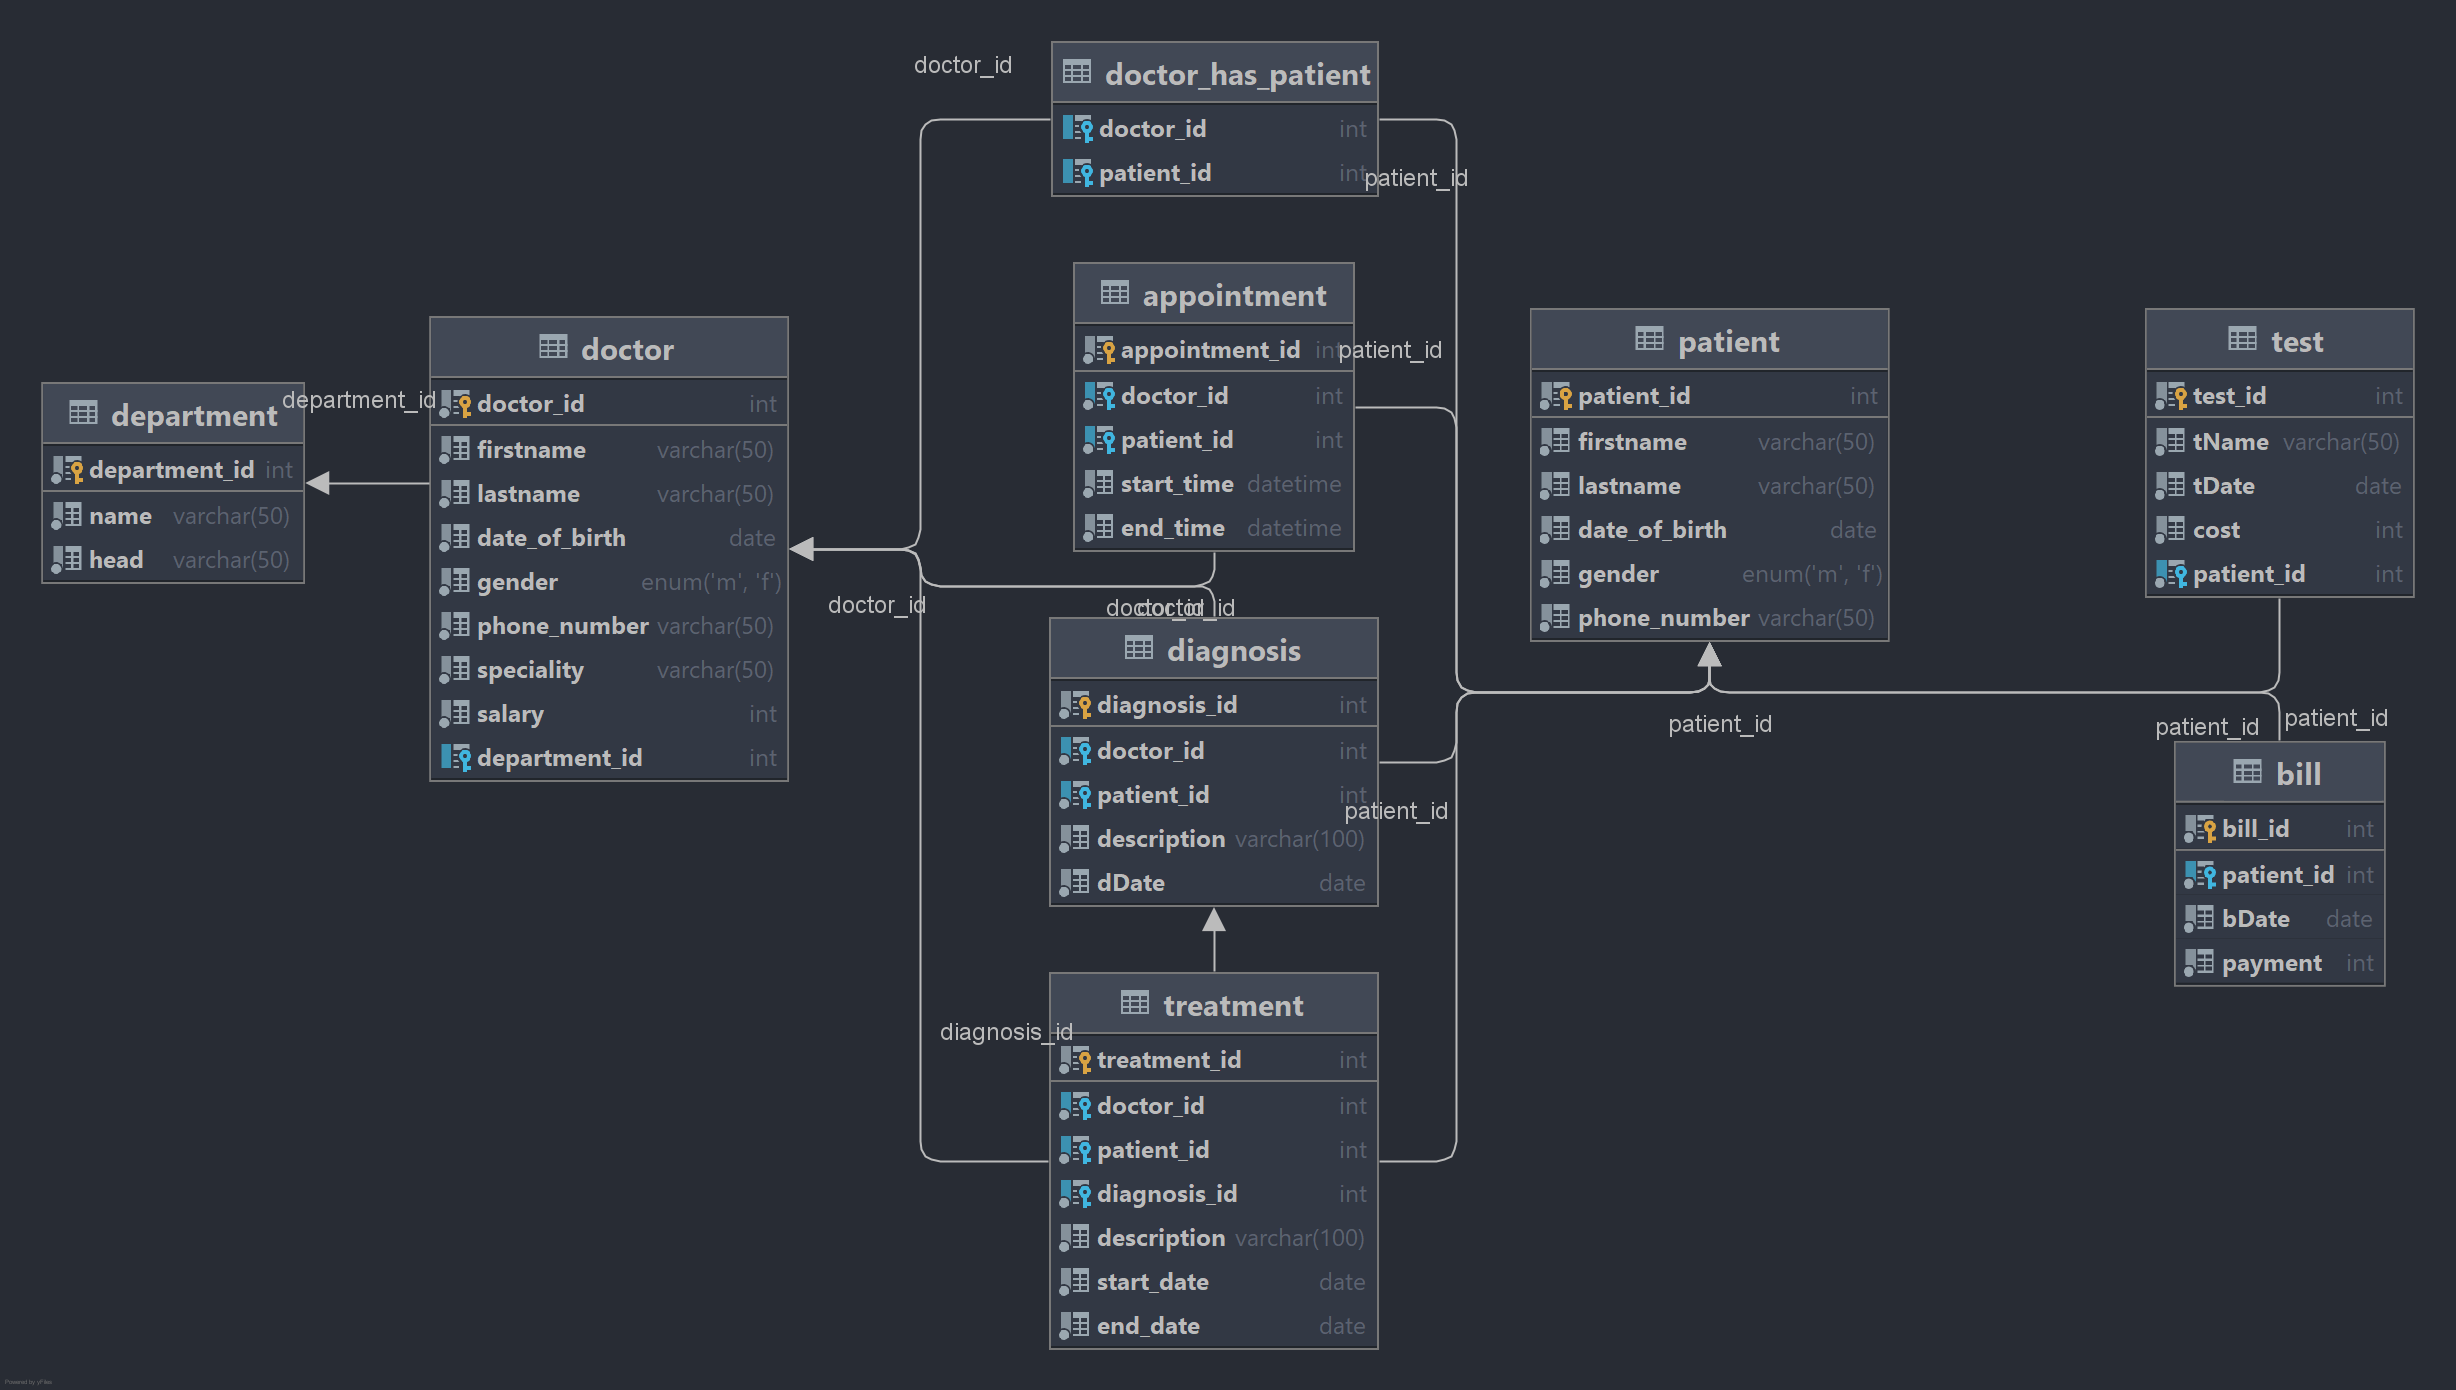 department
department_id int
name varchar(50)
head varchar(50)
department_id
doctor
doctor_id int
firstname varchar(50)
lastname varchar(50)
date_of_birth date
gender enum('m', 'f')
phone_number varchar(50)
speciality varchar(50)
salary int
department_id int
doctor_id
doctor_id
doctor_has_patient
doctor_id int
patient_id int
patient_id
appointment
appointment_id int
doctor_id int
patient_id int
start_time datetime
end_time datetime
patient_id
doctor_id
doctor_id
diagnosis
diagnosis_id int
doctor_id int
patient_id int
description varchar(100)
dDate date
patient_id
diagnosis_id
treatment
treatment_id int
doctor_id int
patient_id int
diagnosis_id int
description varchar(100)
start_date date
end_date date
patient
patient_id int
firstname varchar(50)
lastname varchar(50)
date_of_birth date
gender enum('m', 'f')
phone_number varchar(50)
patient_id
test
test_id int
tName varchar(50)
tDate date
cost int
patient_id int
patient_id
patient_id
bill
bill_id int
patient_id int
bDate date
payment int
Powered by yFiles